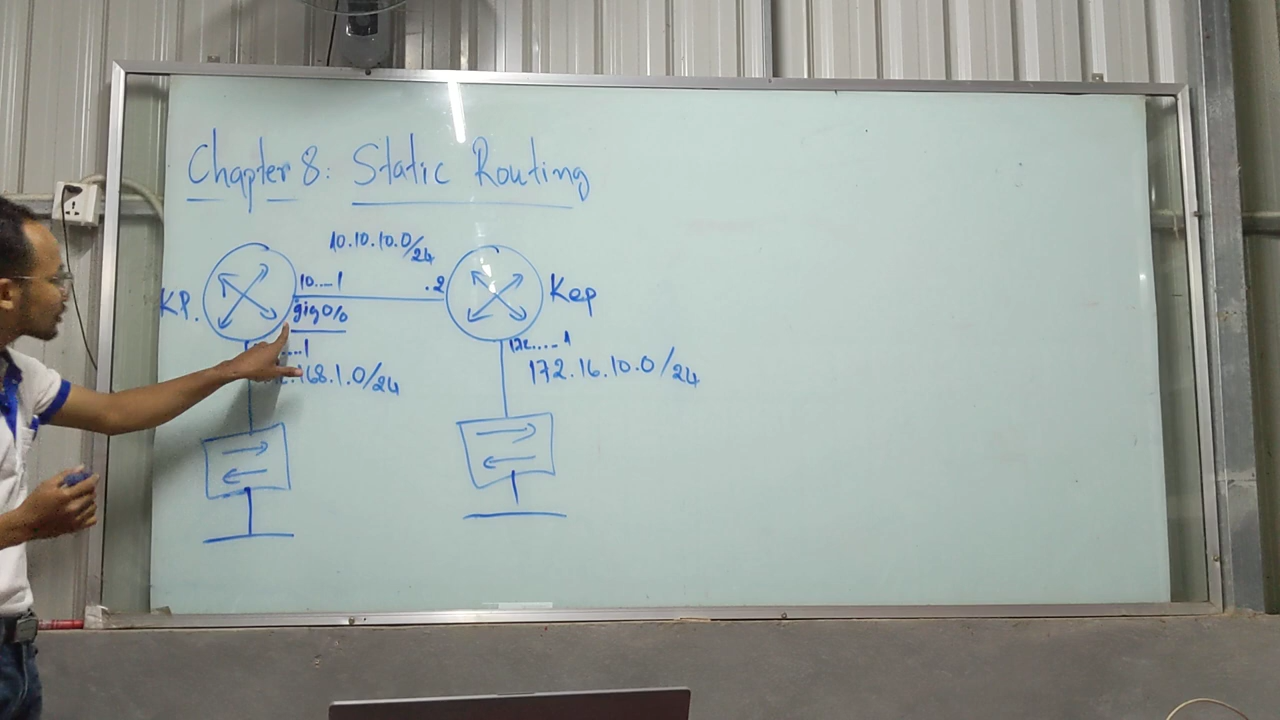 Chapter 8: Static Routing
10.10.10.0/24
10....1
.2
KP.
gig0/0
Kep
....1
172.....1
.168.1.0/24
172.16.10.0/24